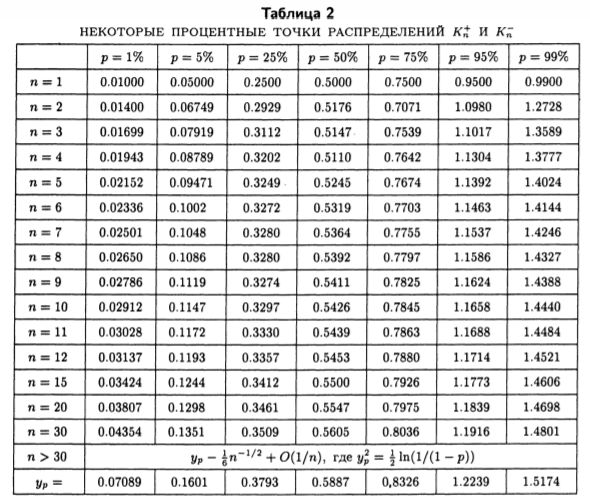 Таблица 2
НЕКОТОРЫЕ ПРОЦЕНТНЫЕ ТОЧКИ РАСПРЕДЕЛЕНИЙ Kₙ⁺ И Kₙ⁻
p = 1% p = 5% p = 25% p = 50% p = 75% p = 95% p = 99%
n = 1 0.01000 0.05000 0.2500 0.5000 0.7500 0.9500 0.9900
n = 2 0.01400 0.06749 0.2929 0.5176 0.7071 1.0980 1.2728
n = 3 0.01699 0.07919 0.3112 0.5147 0.7539 1.1017 1.3589
n = 4 0.01943 0.08789 0.3202 0.5110 0.7642 1.1304 1.3777
n = 5 0.02152 0.09471 0.3249 0.5245 0.7674 1.1392 1.4024
n = 6 0.02336 0.1002 0.3272 0.5319 0.7703 1.1463 1.4144
n = 7 0.02501 0.1048 0.3280 0.5364 0.7755 1.1537 1.4246
n = 8 0.02650 0.1086 0.3280 0.5392 0.7797 1.1586 1.4327
n = 9 0.02786 0.1119 0.3274 0.5411 0.7825 1.1624 1.4388
n = 10 0.02912 0.1147 0.3297 0.5426 0.7845 1.1658 1.4440
n = 11 0.03028 0.1172 0.3330 0.5439 0.7863 1.1688 1.4484
n = 12 0.03137 0.1193 0.3357 0.5453 0.7880 1.1714 1.4521
n = 15 0.03424 0.1244 0.3412 0.5500 0.7926 1.1773 1.4606
n = 20 0.03807 0.1298 0.3461 0.5547 0.7975 1.1839 1.4698
n = 30 0.04354 0.1351 0.3509 0.5605 0.8036 1.1916 1.4801
n > 30 yₚ − ⅙n⁻¹ᐟ² + O(1/n), где yₚ² = ½ ln(1/(1 − p))
yₚ = 0.07089 0.1601 0.3793 0.5887 0,8326 1.2239 1.5174